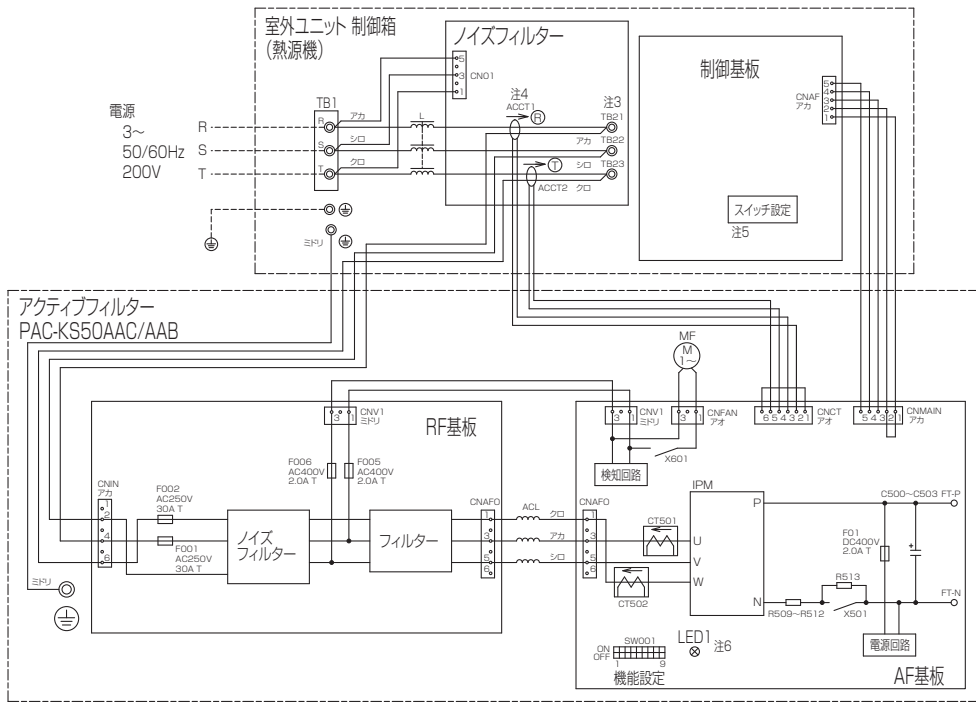 室外ユニット 制御箱
(熱源機)
ノイズフィルター
5
3
1
CN01
制御基板
CNAF
アカ
5
4
3
2
1
スイッチ設定
注5
電源
3~
50/60Hz
200V
R
S
T
TB1
R
S
T
アカ
シロ
クロ
L
注4
ACCT1
R
注3
TB21
アカ
TB22
シロ
TB23
クロ
T
ACCT2
ミドリ
アクティブフィルター
PAC-KS50AAC/AAB
MF
M
1~
CNV1
ミドリ
3 1
RF基板
F006
AC400V
2.0A T
F005
AC400V
2.0A T
CNIN
アカ
1
2
4
6
F002
AC250V
30A T
F001
AC250V
30A T
ノイズ
フィルター
フィルター
CNAFO
1
3
5
6
ミドリ
ACL
クロ
アカ
シロ
CNAFO
1
3
5
6
3 1
CNV1
ミドリ
3 1
CNFAN
アオ
6 5 4 3 2 1
CNCT
アオ
5 4 3 2 1
CNMAIN
アカ
X601
検知回路
IPM
P
U
V
W
N
CT501
CT502
C500~C503
FT-P
F01
DC400V
2.0A T
R513
R509~R512
X501
FT-N
電源回路
SW001
ON
OFF
1 9
機能設定
LED1
注6
AF基板